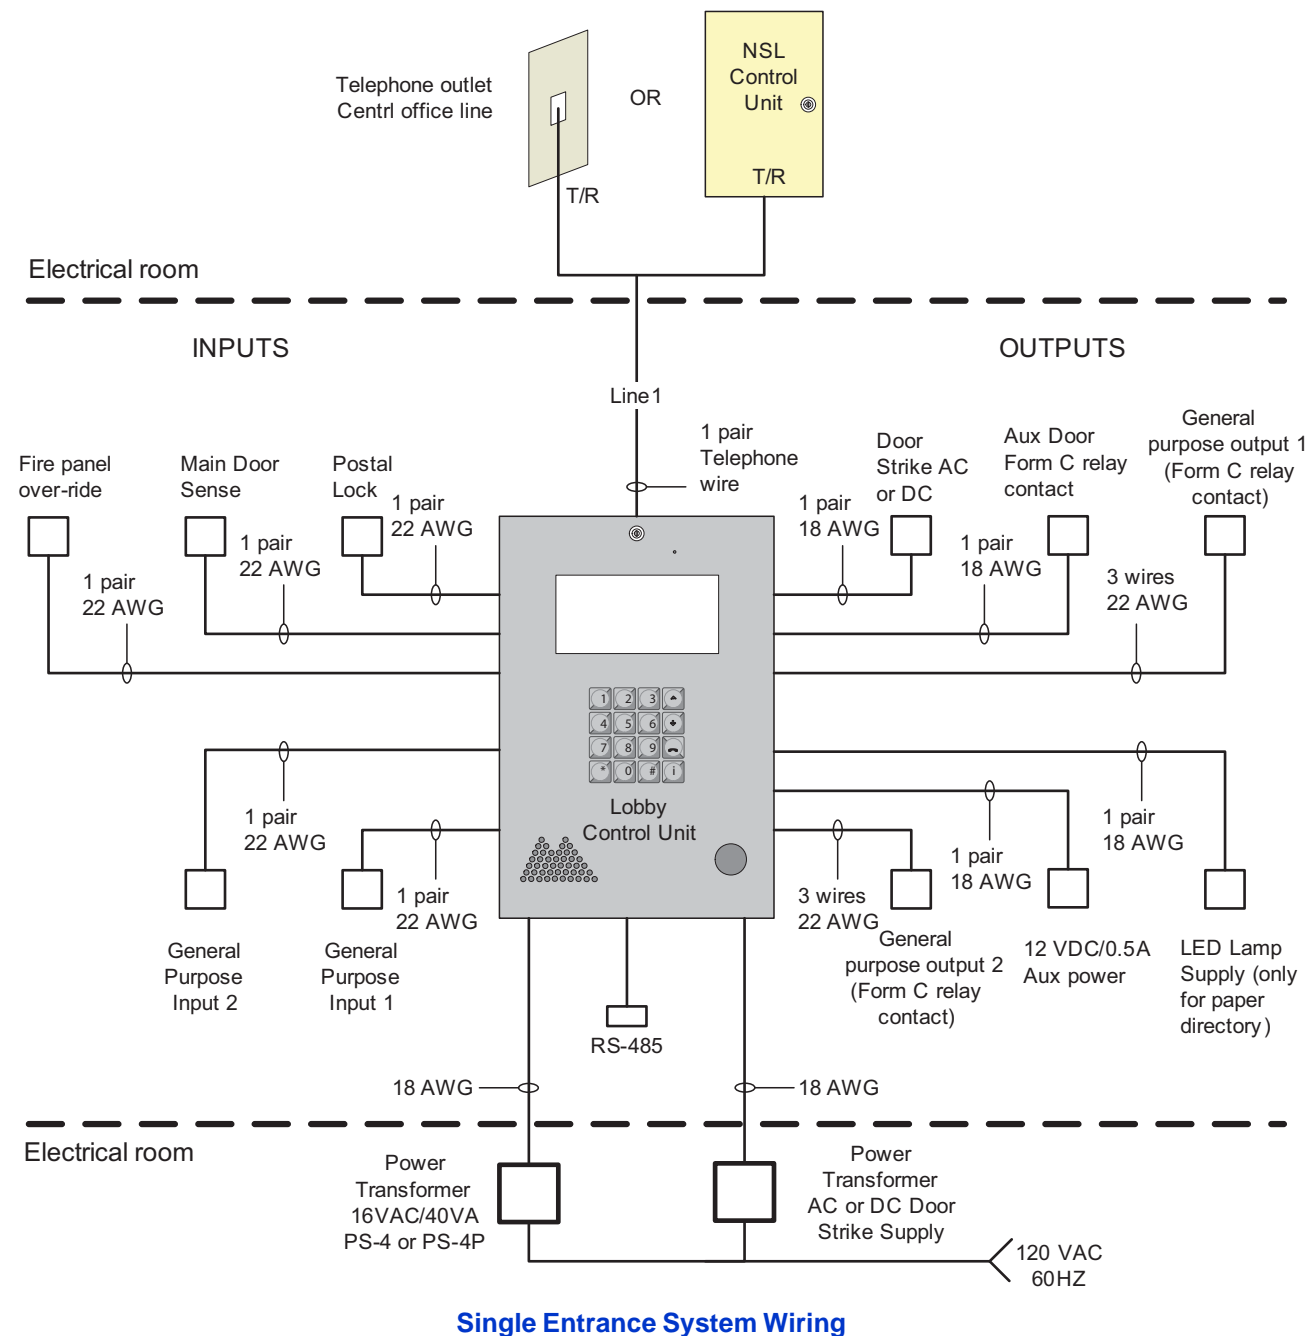 Telephone outlet
Centrl office line
OR
NSL
Control
Unit
T/R
T/R
Electrical room
INPUTS
OUTPUTS
Line1
1 pair
Telephone
wire
Fire panel
over-ride
Main Door
Sense
Postal
Lock
1 pair
22 AWG
1 pair
22 AWG
1 pair
22 AWG
Door
Strike AC
or DC
Aux Door
Form C relay
contact
General
purpose output 1
(Form C relay
contact)
1 pair
18 AWG
1 pair
18 AWG
3 wires
22 AWG
1 2 3
4 5 6
7 8 9
* 0 # i
Lobby
Control Unit
1 pair
22 AWG
1 pair
22 AWG
General
Purpose
Input 2
General
Purpose
Input 1
3 wires
22 AWG
1 pair
18 AWG
1 pair
18 AWG
General
purpose output 2
(Form C relay
contact)
12 VDC/0.5A
Aux power
LED Lamp
Supply (only
for paper
directory)
RS-485
18 AWG
18 AWG
Electrical room
Power
Transformer
16VAC/40VA
PS-4 or PS-4P
Power
Transformer
AC or DC Door
Strike Supply
120 VAC
60HZ
Single Entrance System Wiring